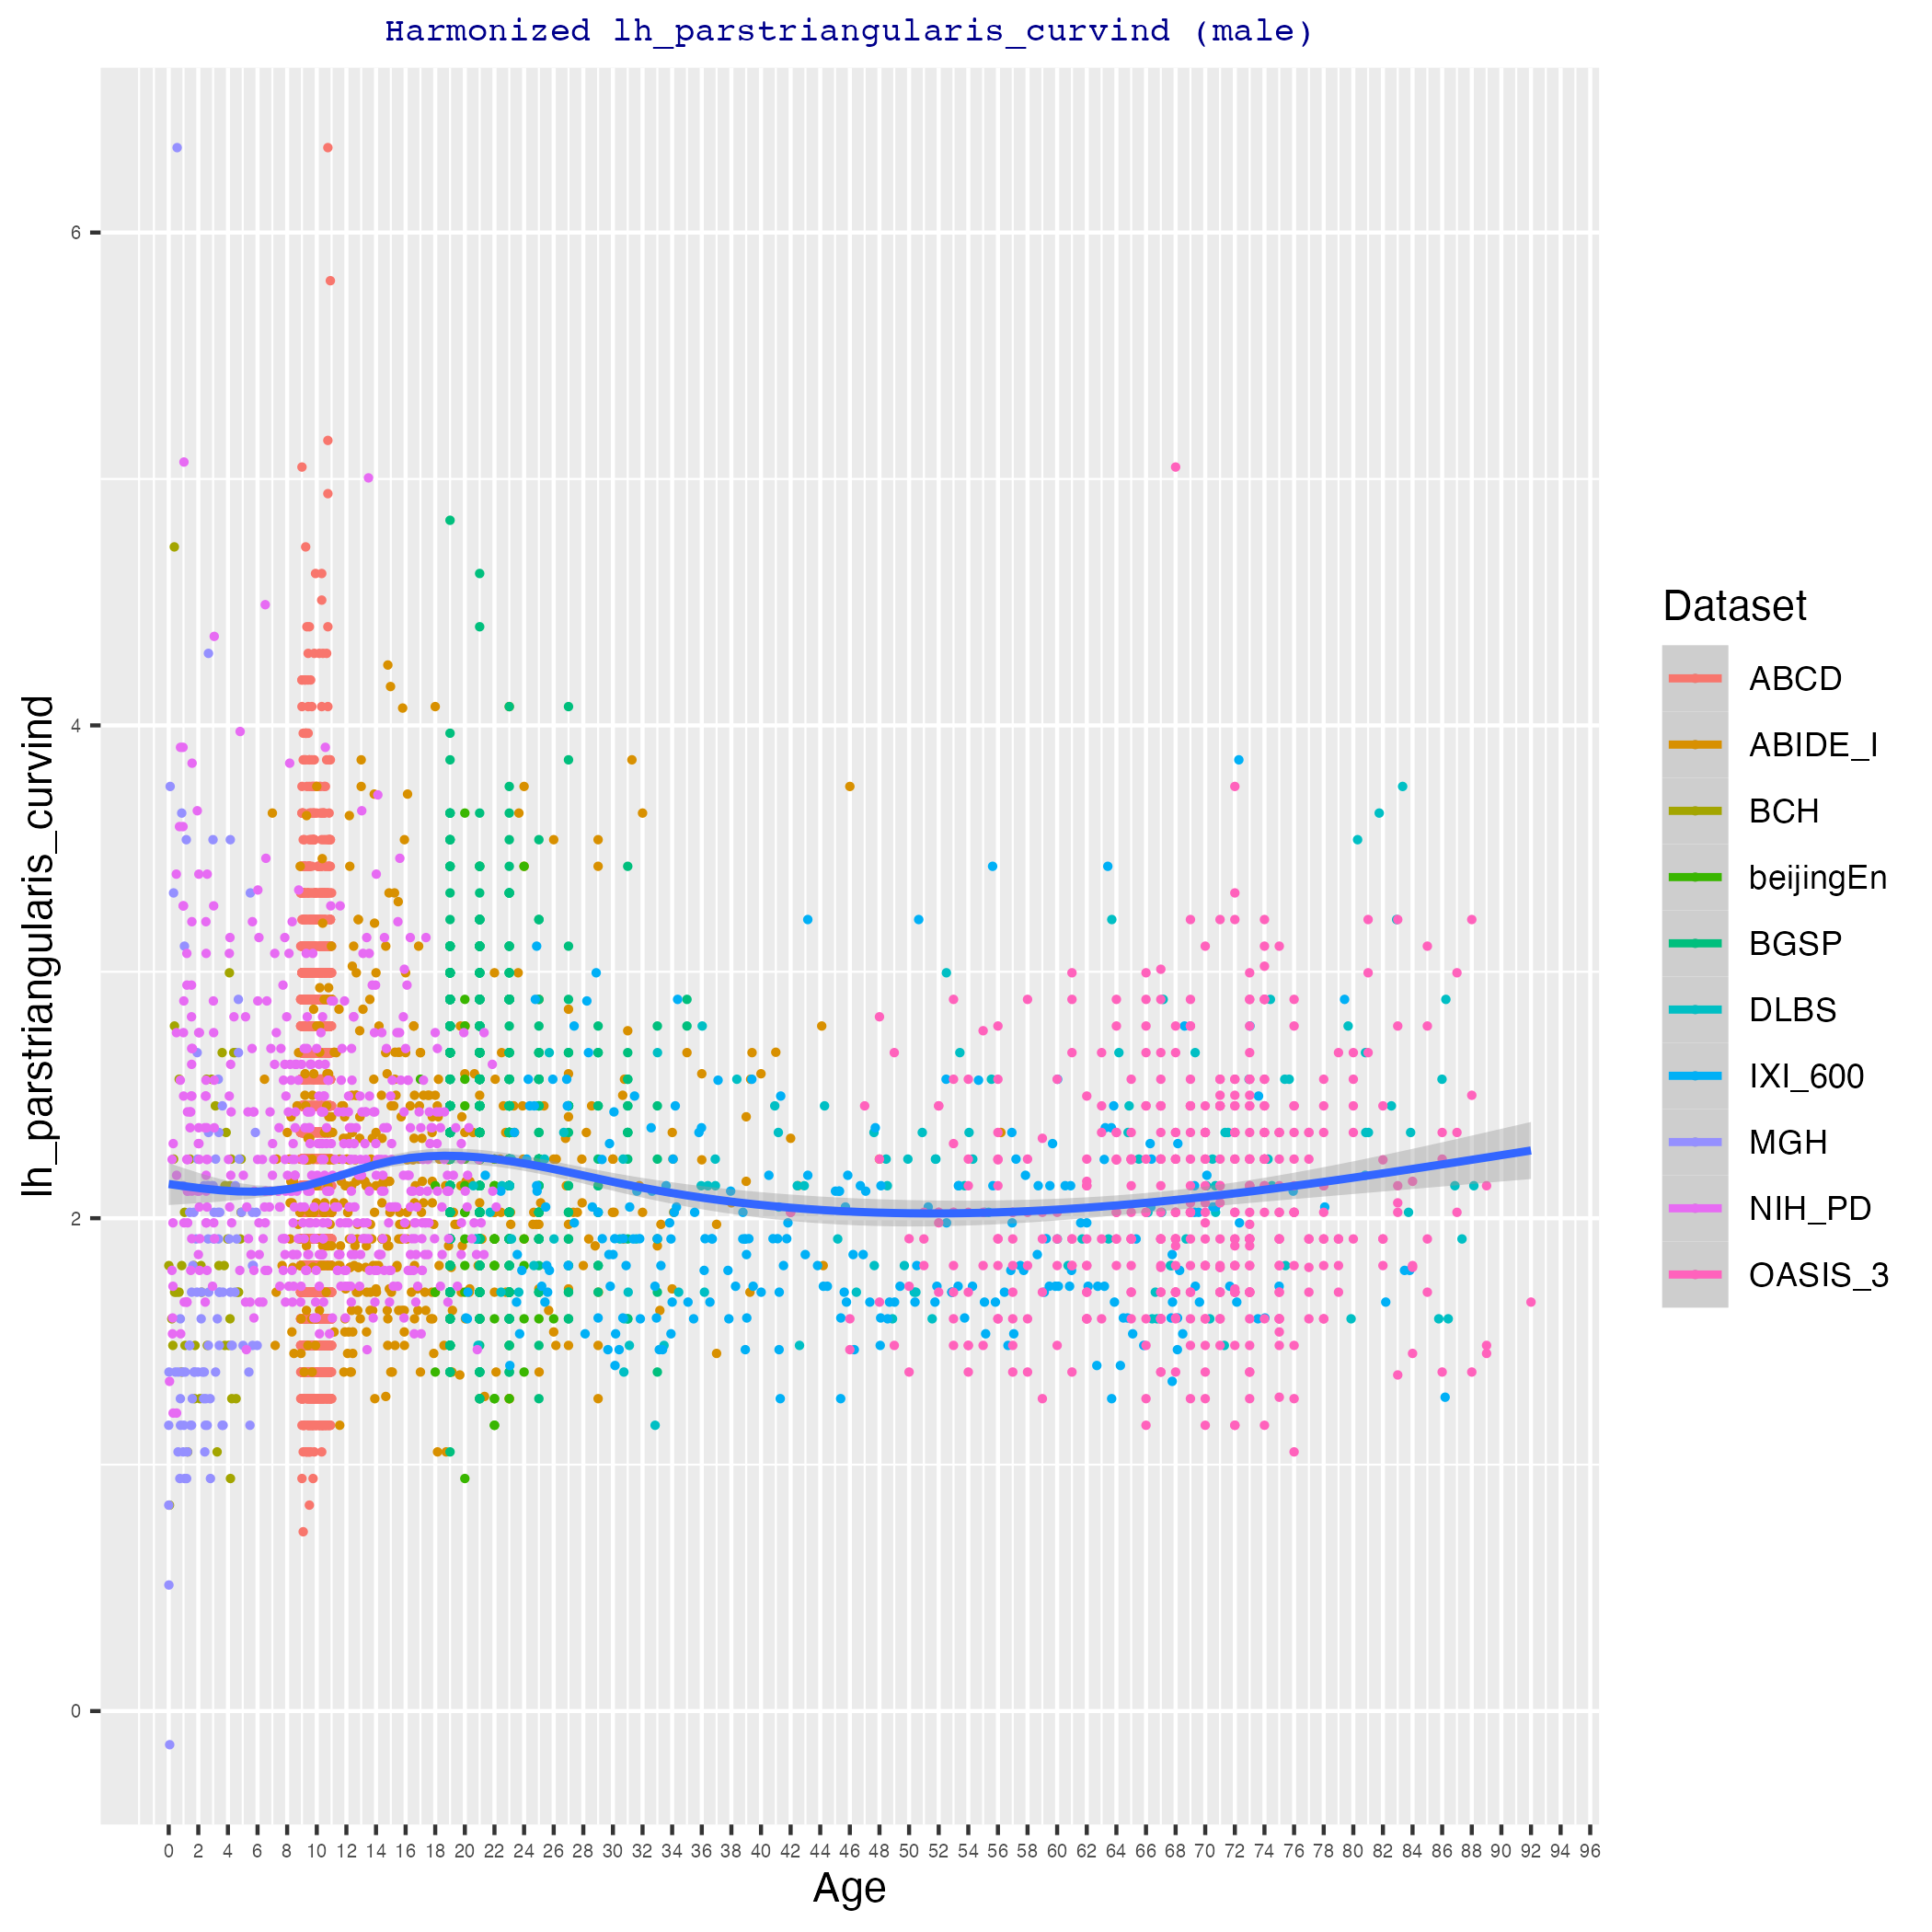 Harmonized lh_parstriangularis_curvind (male)
lh_parstriangularis_curvind
6
4
2
0
0 2 4 6 8 10 12 14 16 18 20 22 24 26 28 30 32 34 36 38 40 42 44 46 48 50 52 54 56 58 60 62 64 66 68 70 72 74 76 78 80 82 84 86 88 90 92 94 96
Age
Dataset
ABCD
ABIDE_I
BCH
beijingEn
BGSP
DLBS
IXI_600
MGH
NIH_PD
OASIS_3